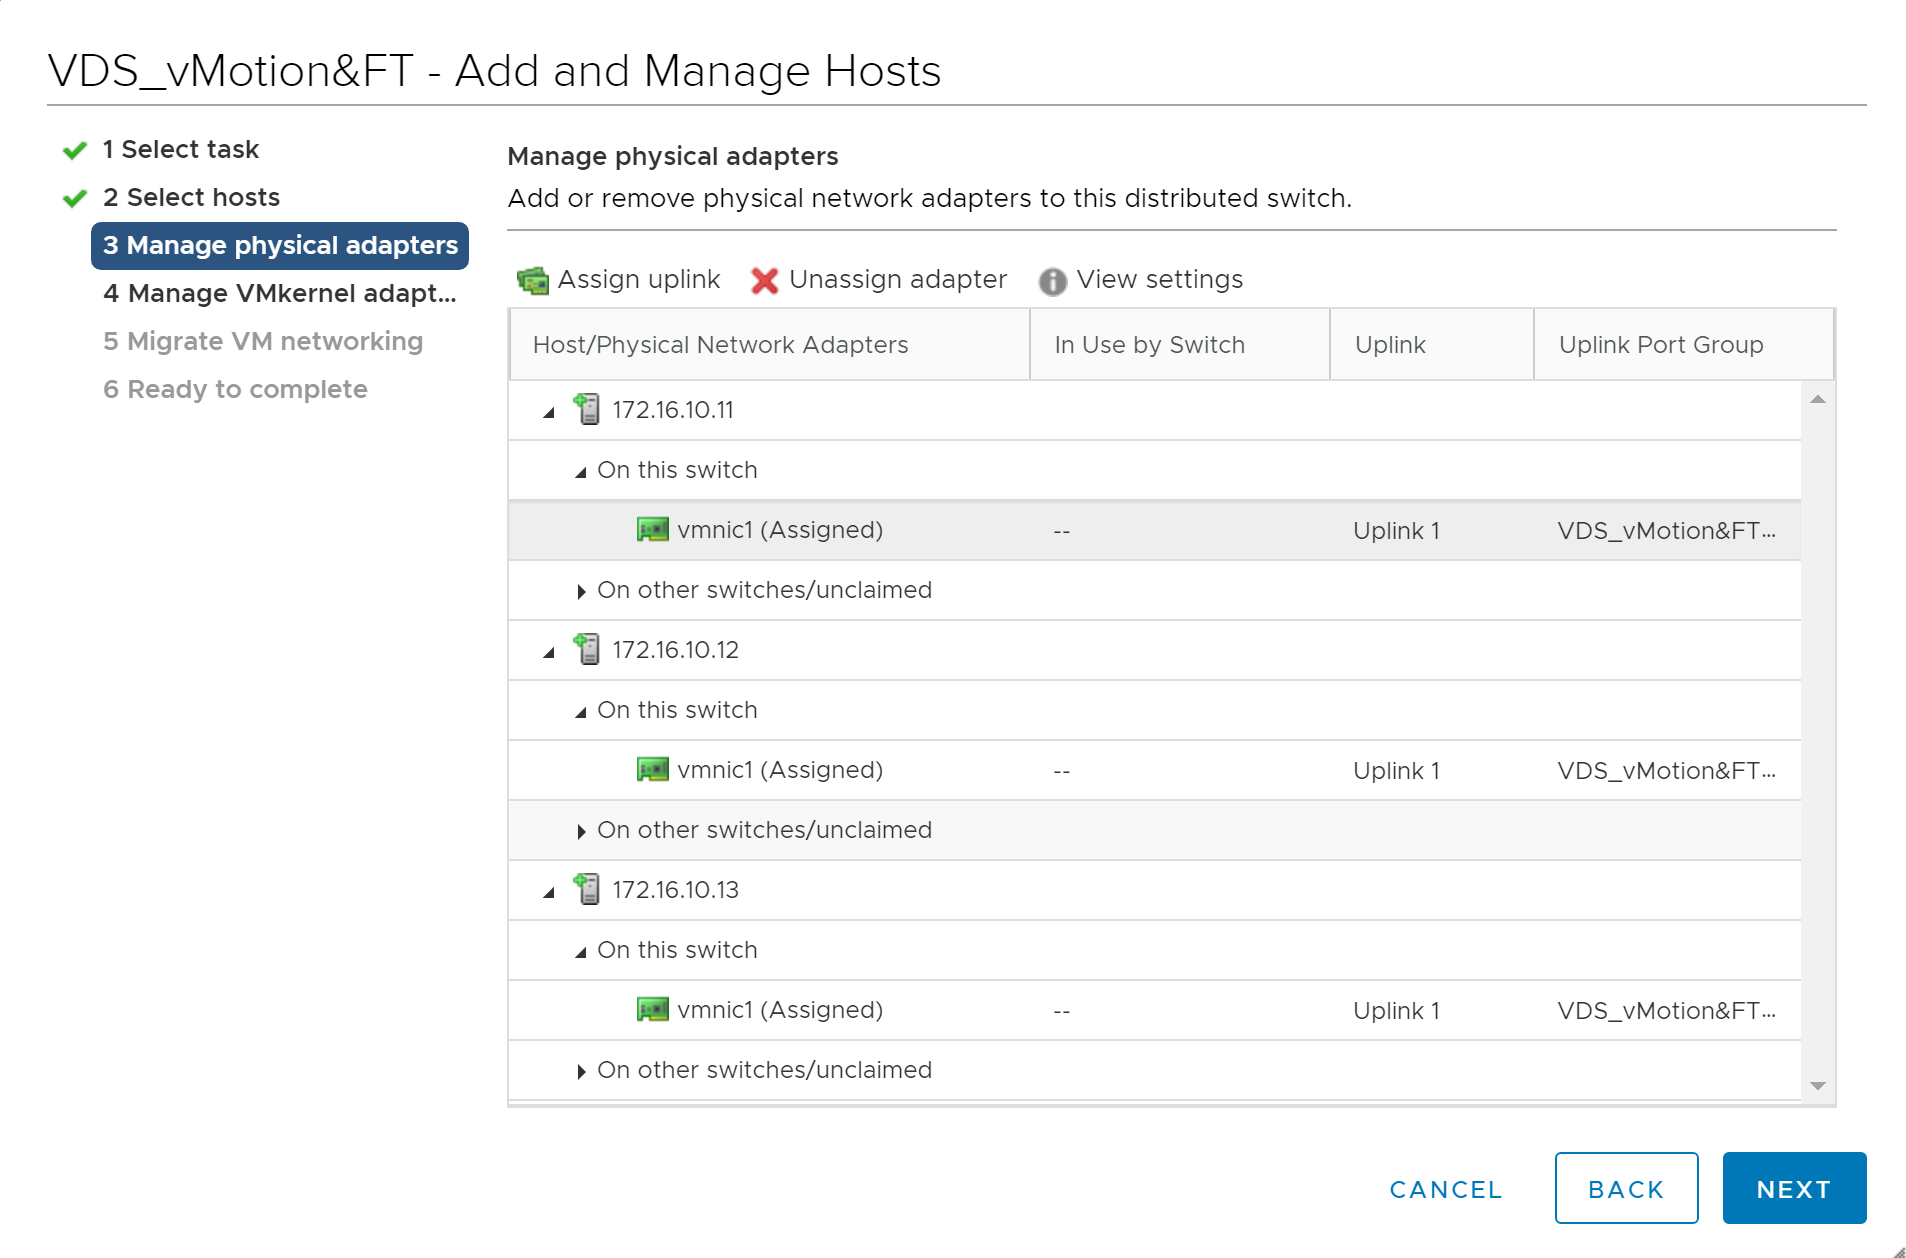 VDS_vMotion&FT - Add and Manage Hosts
1 Select task
2 Select hosts
3 Manage physical adapters
4 Manage VMkernel adapt...
5 Migrate VM networking
6 Ready to complete
Manage physical adapters
Add or remove physical network adapters to this distributed switch.
Assign uplink Unassign adapter View settings
Host/Physical Network Adapters In Use by Switch Uplink Uplink Port Group
172.16.10.11
On this switch
vmnic1 (Assigned) -- Uplink 1 VDS_vMotion&FT...
On other switches/unclaimed
172.16.10.12
On this switch
vmnic1 (Assigned) -- Uplink 1 VDS_vMotion&FT...
On other switches/unclaimed
172.16.10.13
On this switch
vmnic1 (Assigned) -- Uplink 1 VDS_vMotion&FT...
On other switches/unclaimed
CANCEL BACK NEXT